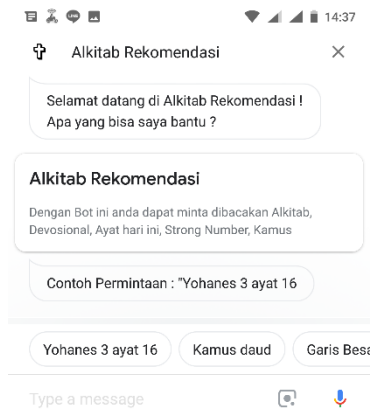 14:37
Alkitab Rekomendasi
Selamat datang di Alkitab Rekomendasi !
Apa yang bisa saya bantu ?
Alkitab Rekomendasi
Dengan Bot ini anda dapat minta dibacakan Alkitab,
Devosional, Ayat hari ini, Strong Number, Kamus
Contoh Permintaan : "Yohanes 3 ayat 16
Yohanes 3 ayat 16
Kamus daud
Garis Besa
Type a message